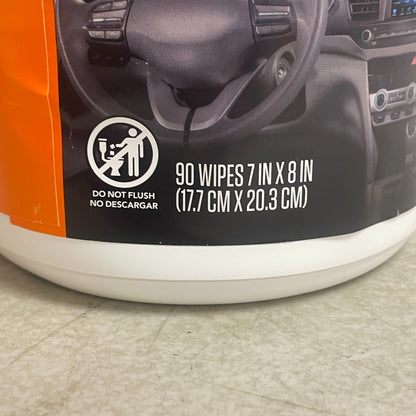 DO NOT FLUSH
NO DESCARGAR
90 WIPES 7 IN X 8 IN
(17.7 CM X 20.3 CM)